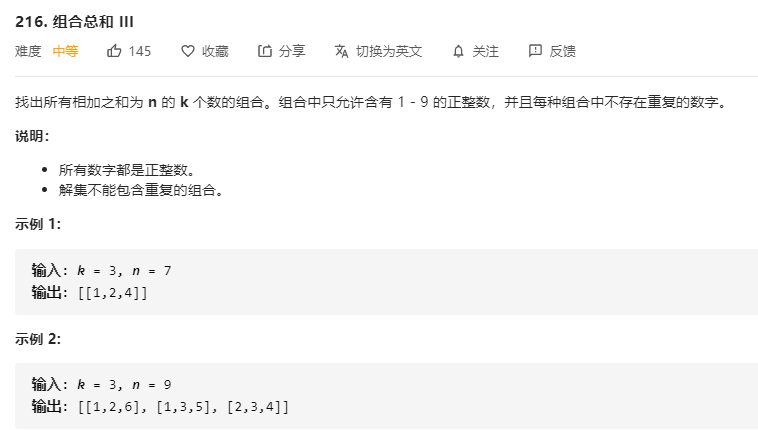 216. 组合总和 III
难度 中等 145 收藏 分享 切换为英文 关注 反馈
找出所有相加之和为 n 的 k 个数的组合。组合中只允许含有 1 - 9 的正整数，并且每种组合中不存在重复的数字。
说明：
所有数字都是正整数。
解集不能包含重复的组合。
示例 1:
输入: k = 3, n = 7
输出: [[1,2,4]]
示例 2:
输入: k = 3, n = 9
输出: [[1,2,6], [1,3,5], [2,3,4]]